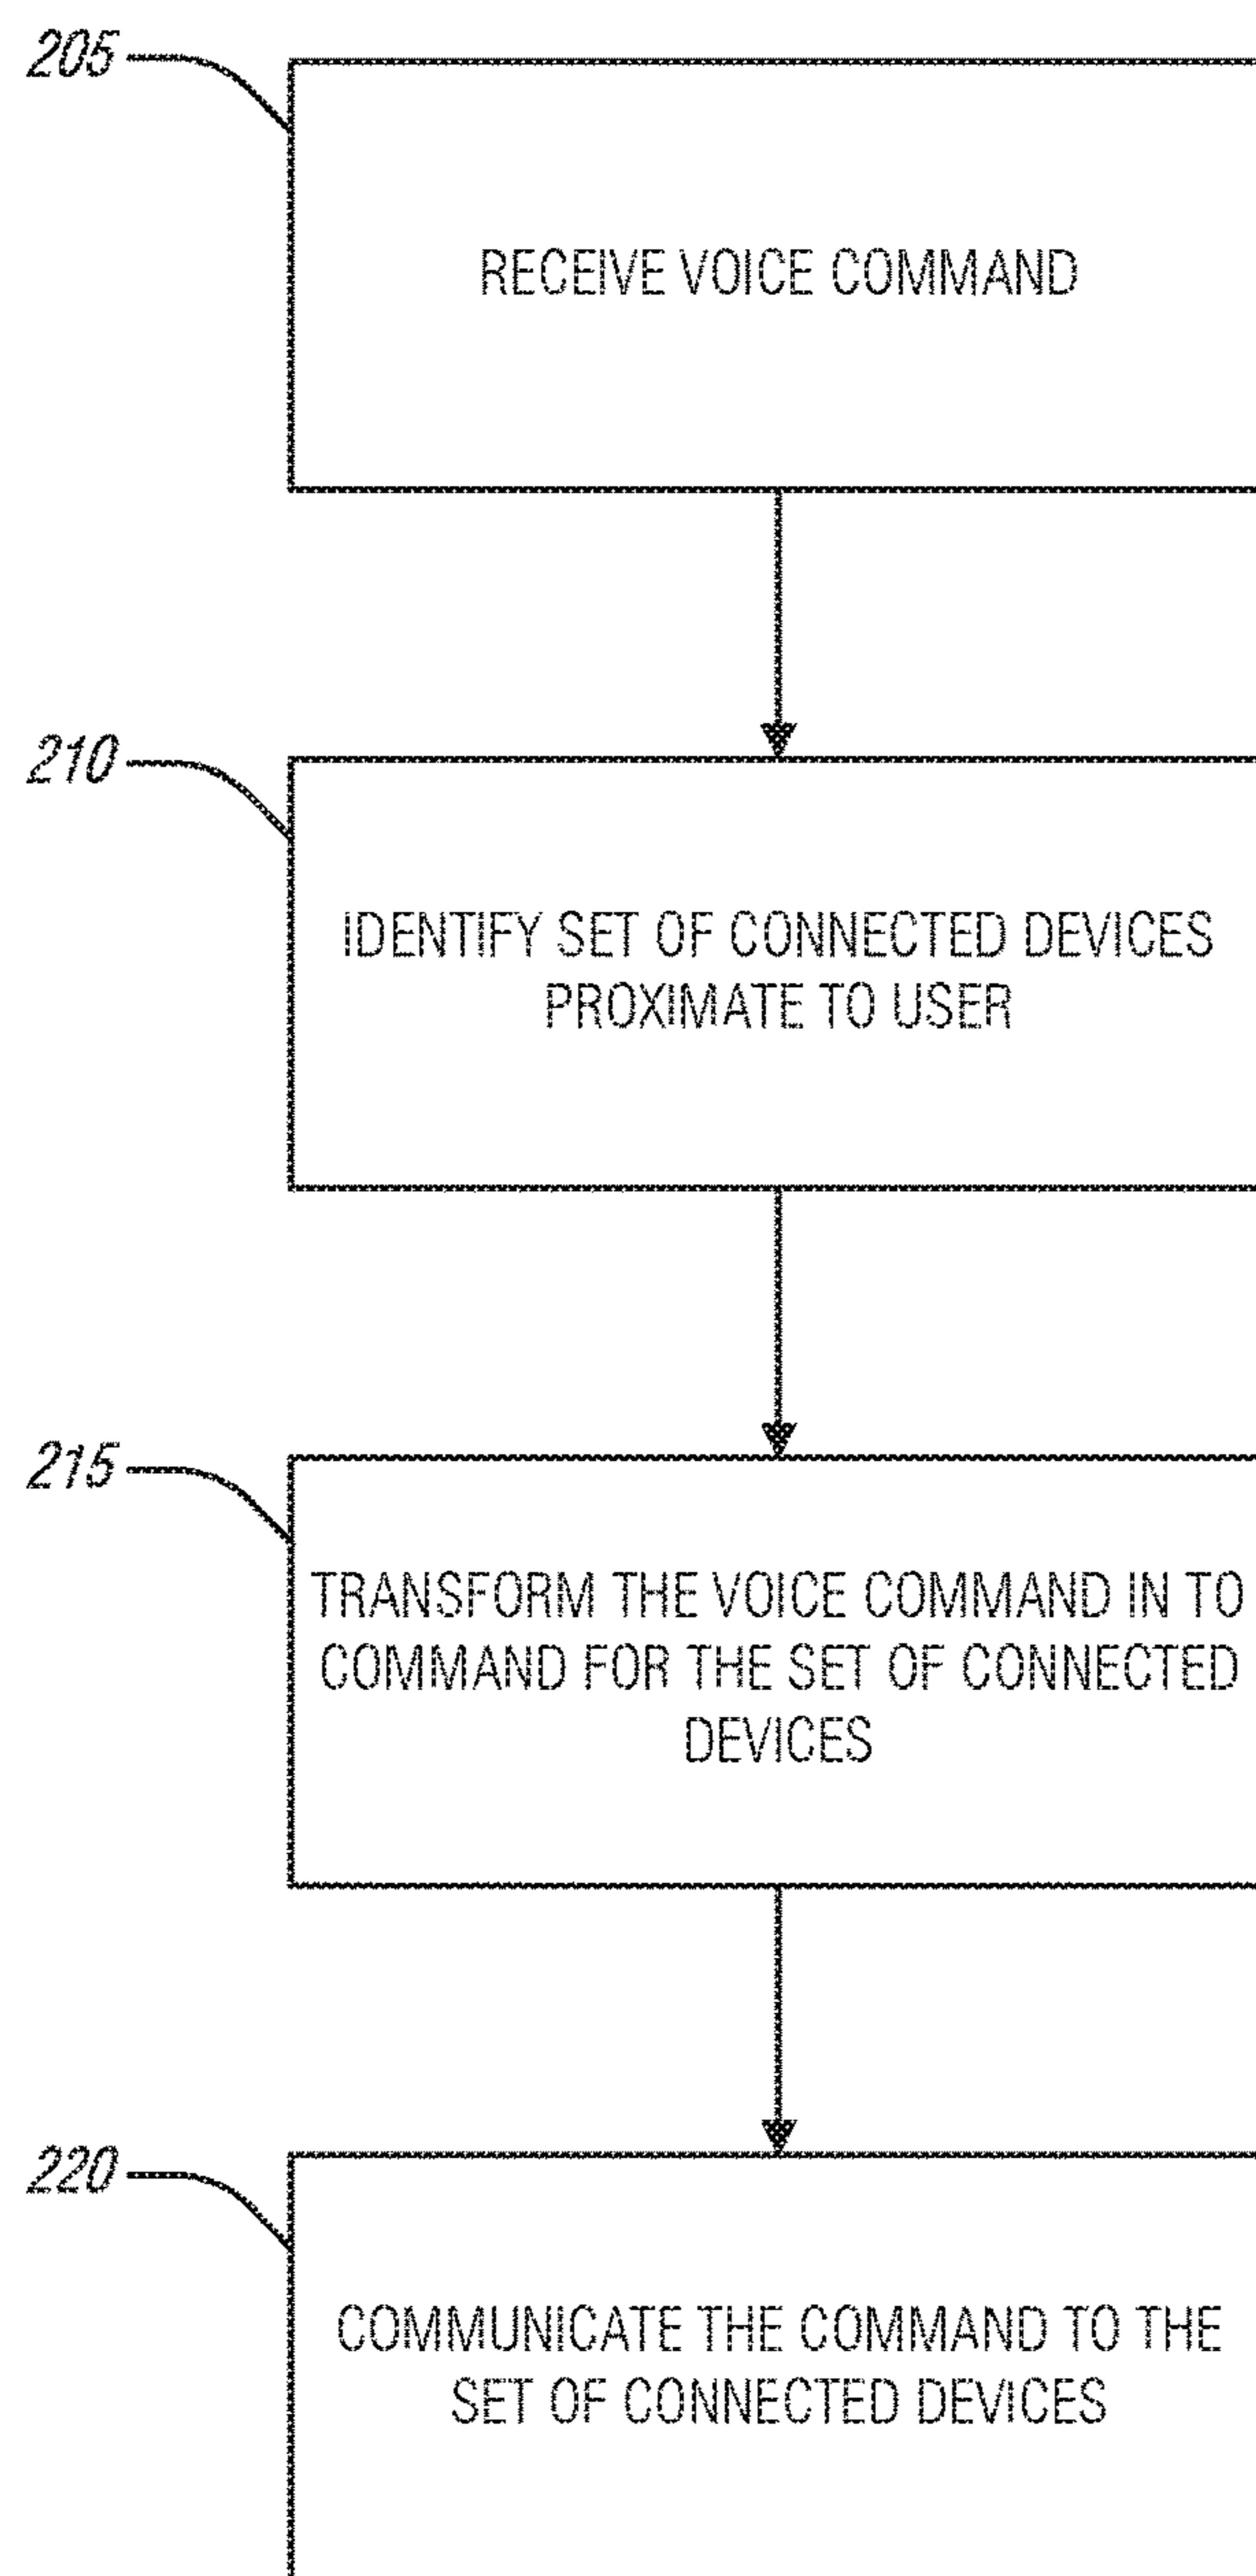 205
RECEIVE VOICE COMMAND
210
IDENTIFY SET OF CONNECTED DEVICES
PROXIMATE TO USER
215
TRANSFORM THE VOICE COMMAND IN TO
COMMAND FOR THE SET OF CONNECTED
DEVICES
220
COMMUNICATE THE COMMAND TO THE
SET OF CONNECTED DEVICES